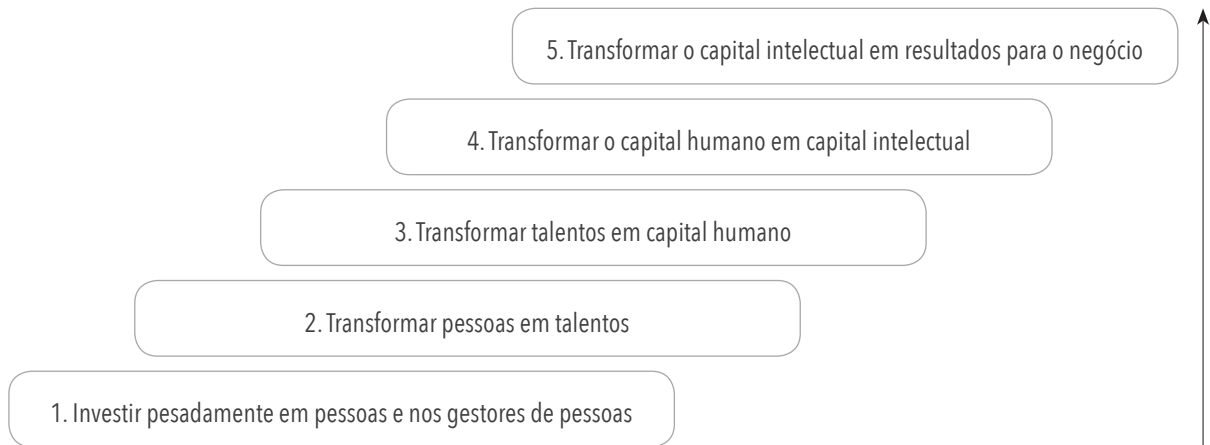 5. Transformar o capital intelectual em resultados para o negócio
4. Transformar o capital humano em capital intelectual
3. Transformar talentos em capital humano
2. Transformar pessoas em talentos
1. Investir pesadamente em pessoas e nos gestores de pessoas